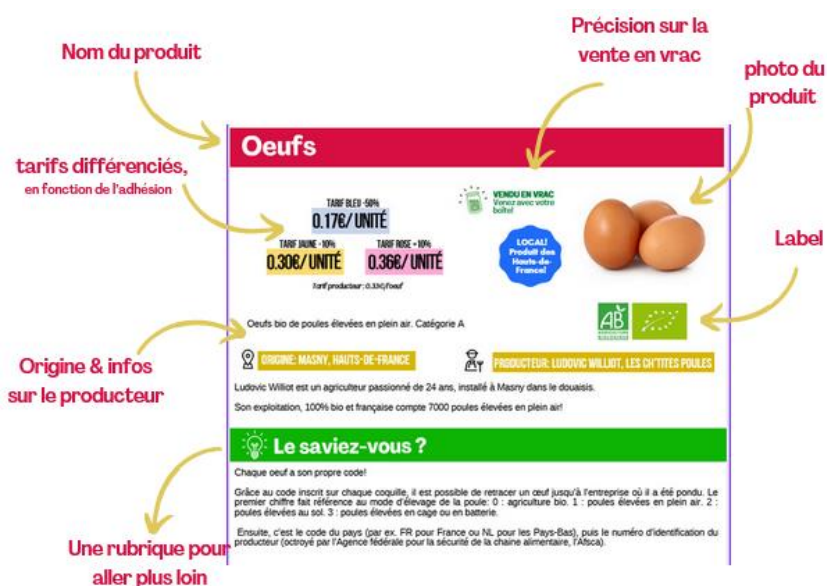 Nom du produit
Précision sur la
vente en vrac
photo du
produit
Oeufs
tarifs différenciés,
en fonction de l'adhésion
TARIF BLEU -50%
0.17€/ UNITÉ
TARIF JAUNE -10%
0.30€/ UNITÉ
TARIF ROSE +10%
0.36€/ UNITÉ
Tarif producteur : 0.33€/oeuf
VENDU EN VRAC
Venez avec votre
boîte!
LOCAL!
Produit des
Hauts-de-
France!
Label
AB
Oeufs bio de poules élevées en plein air. Catégorie A
Origine & infos
sur le producteur
ORIGINE: MASNY, HAUTS-DE-FRANCE
PRODUCTEUR: LUDOVIC WILLIOT, LES CH'TITES POULES
Ludovic Williot est un agriculteur passionné de 24 ans, installé à Masny dans le douaisis.
Son exploitation, 100% bio et française compte 7000 poules élevées en plein air!
Le saviez-vous ?
Chaque oeuf a son propre code!
Grâce au code inscrit sur chaque coquille, il est possible de retracer un œuf jusqu'à l'entreprise où il a été pondu. Le
premier chiffre fait référence au mode d'élevage de la poule: 0 : agriculture bio. 1 : poules élevées en plein air. 2 :
poules élevées au sol. 3 : poules élevées en cage ou en batterie.
Ensuite, c'est le code du pays (par ex. FR pour France ou NL pour les Pays-Bas), puis le numéro d'identification du
producteur (octroyé par l'Agence fédérale pour la sécurité de la chaine alimentaire, l'Afsca).
Une rubrique pour
aller plus loin